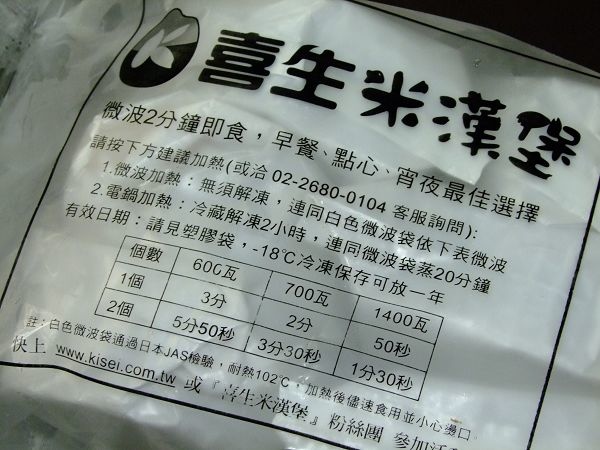 K 喜生米漢堡
微波2分鐘即食，早餐、點心、宵夜最佳選擇
請按下方建議加熱(或洽 02-2680-0104 客服詢問):
1.微波加熱：無須解凍，連同白色微波袋依下表微波
2.電鍋加熱：冷藏解凍2小時，連同微波袋蒸20分鐘
有效日期：請見塑膠袋，-18℃冷凍保存可放一年
個數 600瓦 700瓦 1400瓦
1個 3分 2分 50秒
2個 5分50秒 3分30秒 1分30秒
註：白色微波袋通過日本JAS檢驗，耐熱102℃，加熱後儘速食用並小心燙口
快上 www.kisei.com.tw 或『喜生米漢堡』粉絲團 參加活